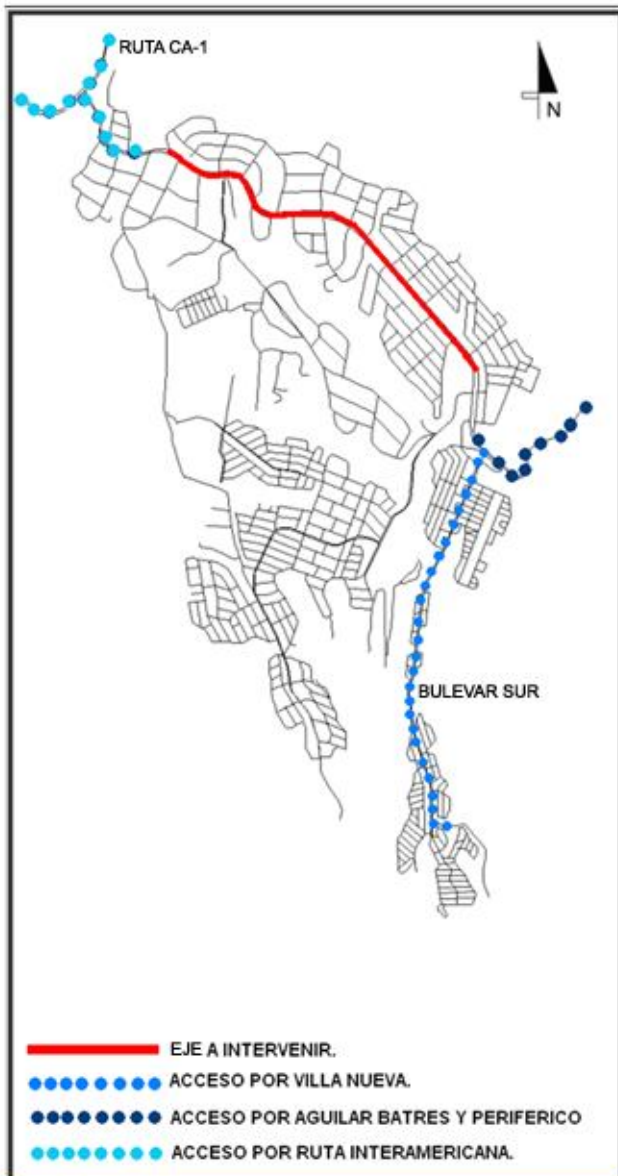 RUTA CA-1
N
BULEVAR SUR
EJE A INTERVENIR.
ACCESO POR VILLA NUEVA.
ACCESO POR AGUILAR BATRES Y PERIFERICO
ACCESO POR RUTA INTERAMERICANA.